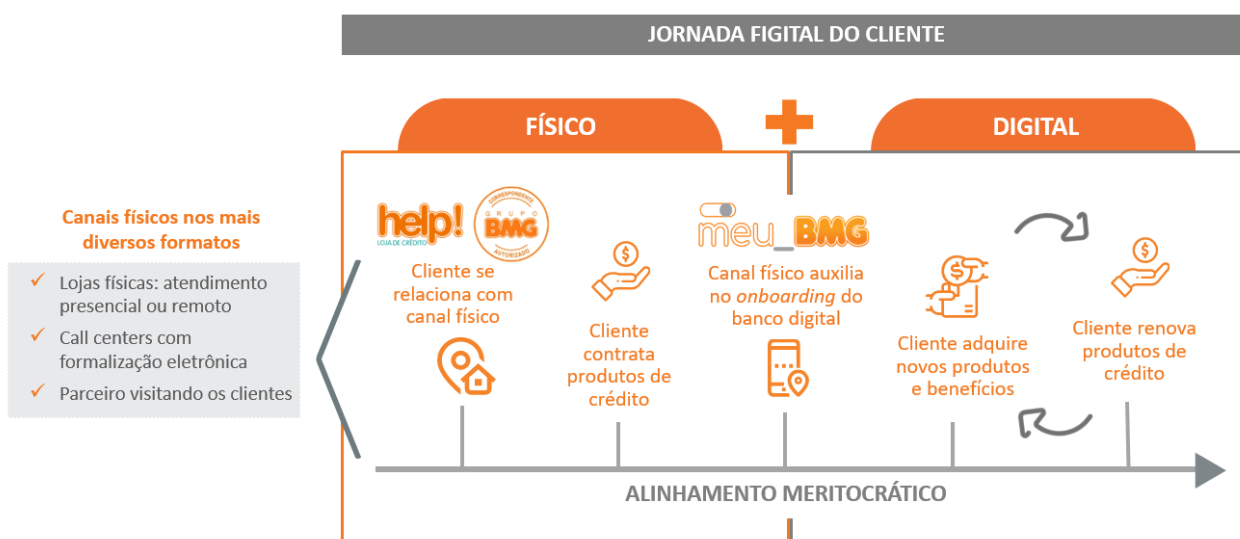 JORNADA FIGITAL DO CLIENTE
FÍSICO
DIGITAL
Canais físicos nos mais
diversos formatos
Lojas físicas: atendimento
presencial ou remoto
Call centers com
formalização eletrônica
Parceiro visitando os clientes
help!
LOJA DE CRÉDITO
CORRESPONDENTE
GRUPO
BMG
AUTORIZADO
Cliente se
relaciona com
canal físico
$
Cliente
contrata
produtos de
crédito
meu_BMG
Canal físico auxilia
no onboarding do
banco digital
$
Cliente adquire
novos produtos
e benefícios
$
Cliente renova
produtos de
crédito
ALINHAMENTO MERITOCRÁTICO